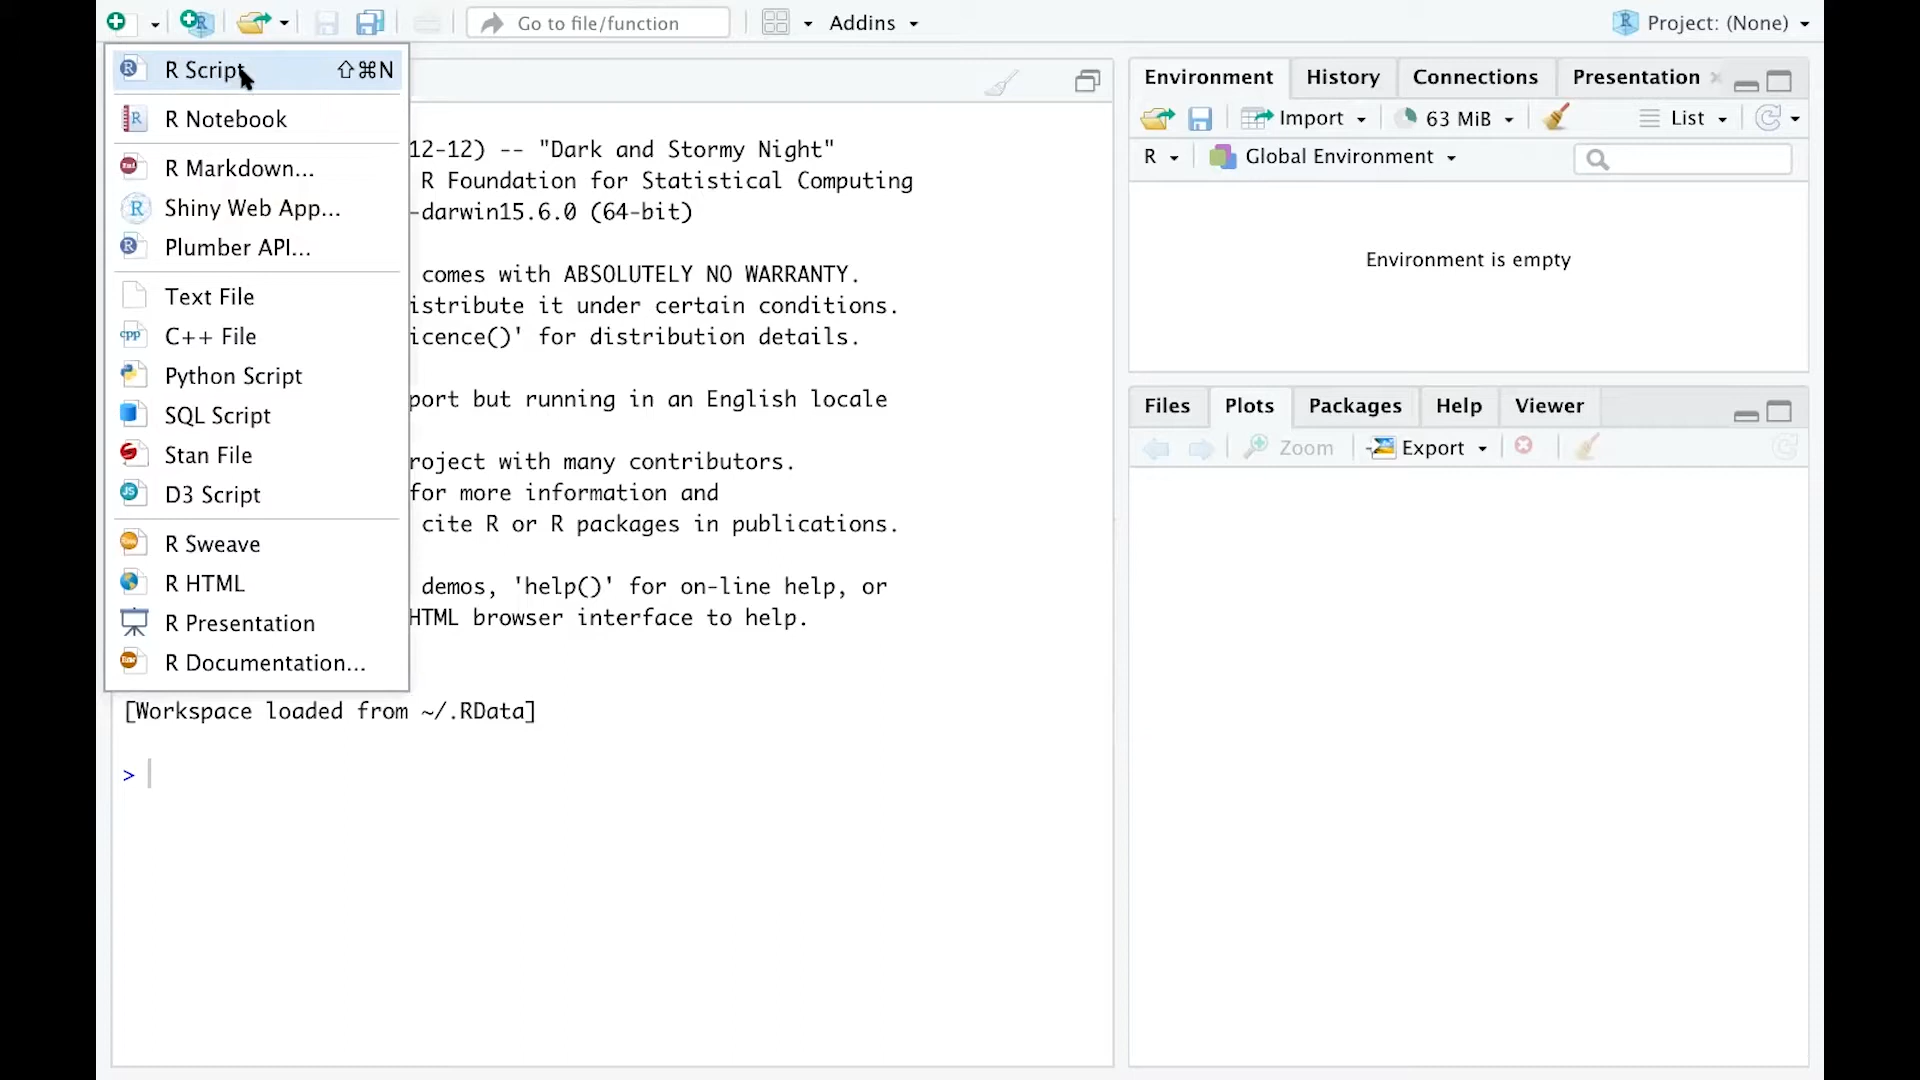 Go to file/function
Addins
Project: (None)
R Script ⇧⌘N
R Notebook
R Markdown...
Shiny Web App...
Plumber API...
Text File
C++ File
Python Script
SQL Script
Stan File
D3 Script
R Sweave
R HTML
R Presentation
R Documentation...
12-12) -- "Dark and Stormy Night"
R Foundation for Statistical Computing
-darwin15.6.0 (64-bit)
comes with ABSOLUTELY NO WARRANTY.
istribute it under certain conditions.
icence()' for distribution details.
port but running in an English locale
roject with many contributors.
for more information and
cite R or R packages in publications.
demos, 'help()' for on-line help, or
HTML browser interface to help.
[Workspace loaded from ~/.RData]
>
Environment History Connections Presentation
Import 63 MiB List
R Global Environment
Environment is empty
Files Plots Packages Help Viewer
Zoom Export